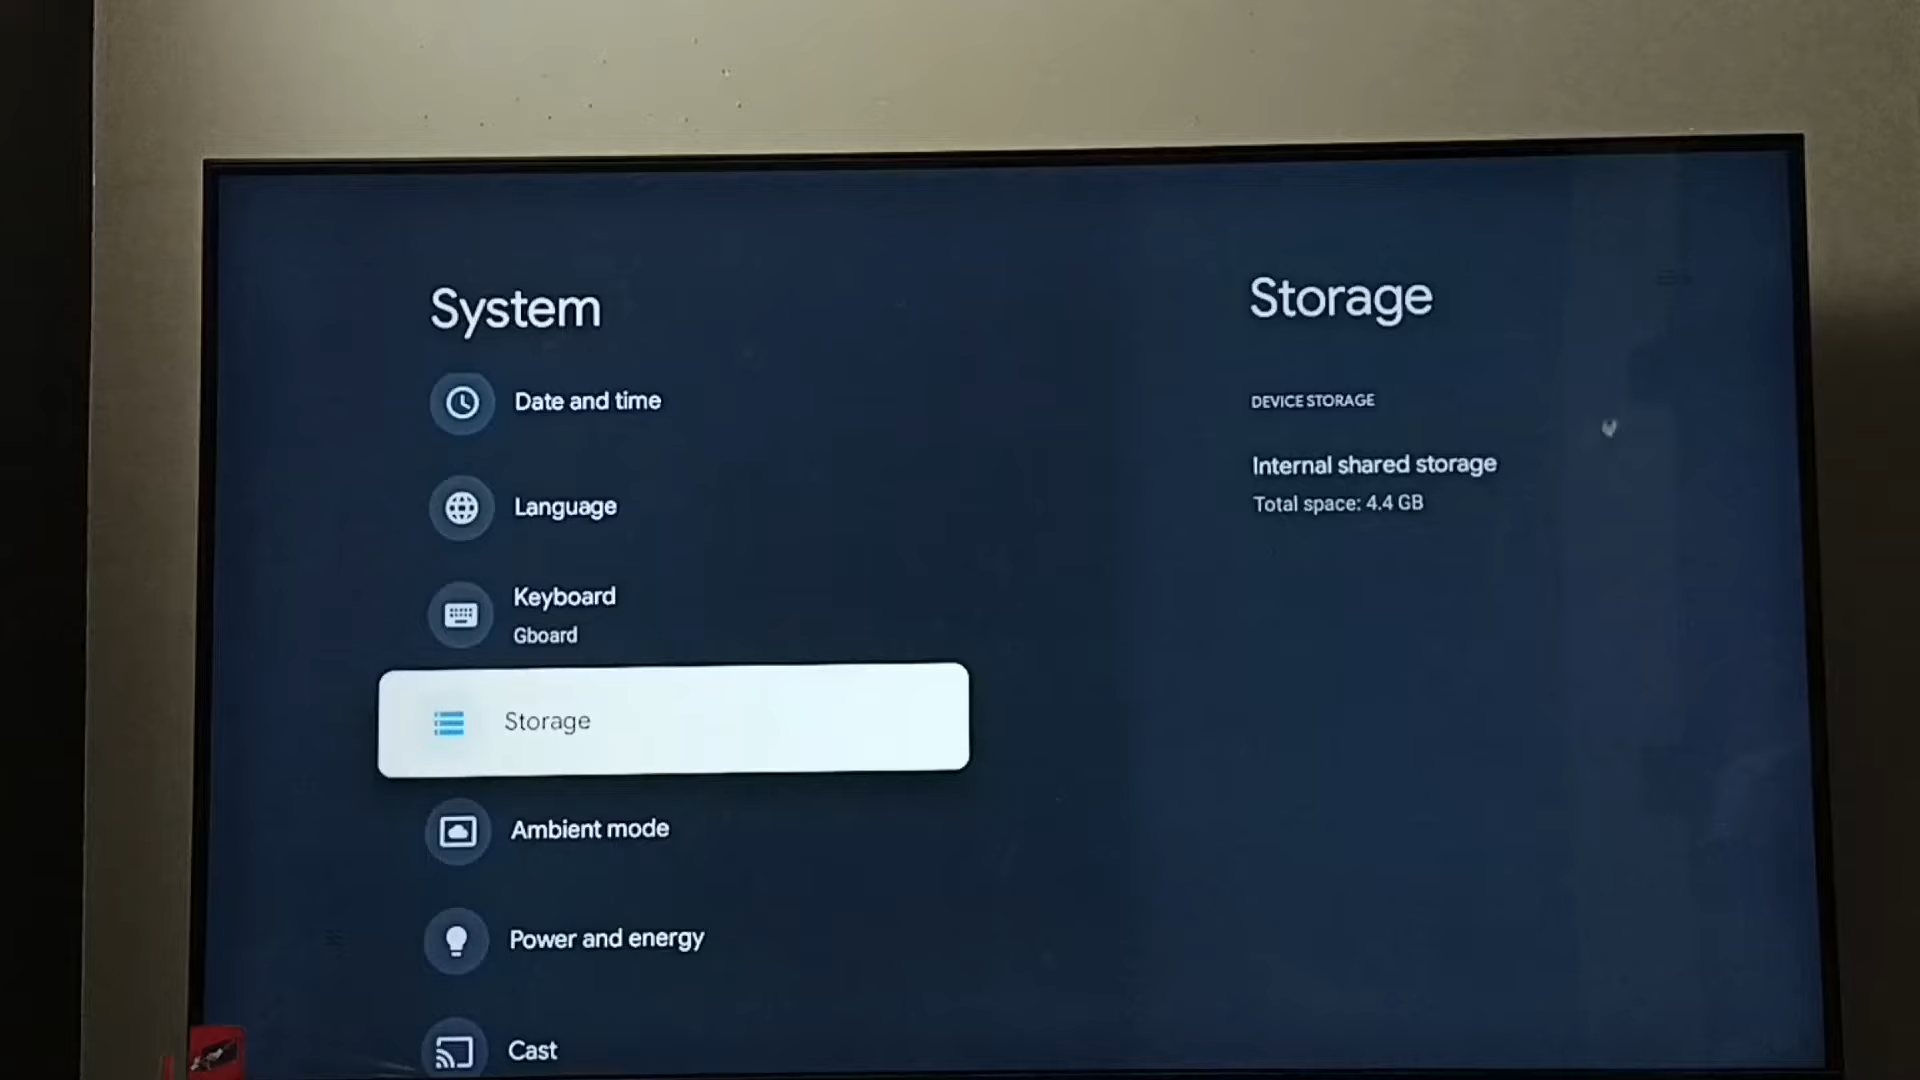 System
Date and time
Language
Keyboard
Gboard
Storage
Ambient mode
Power and energy
Cast
Storage
DEVICE STORAGE
Internal shared storage
Total space: 4.4 GB